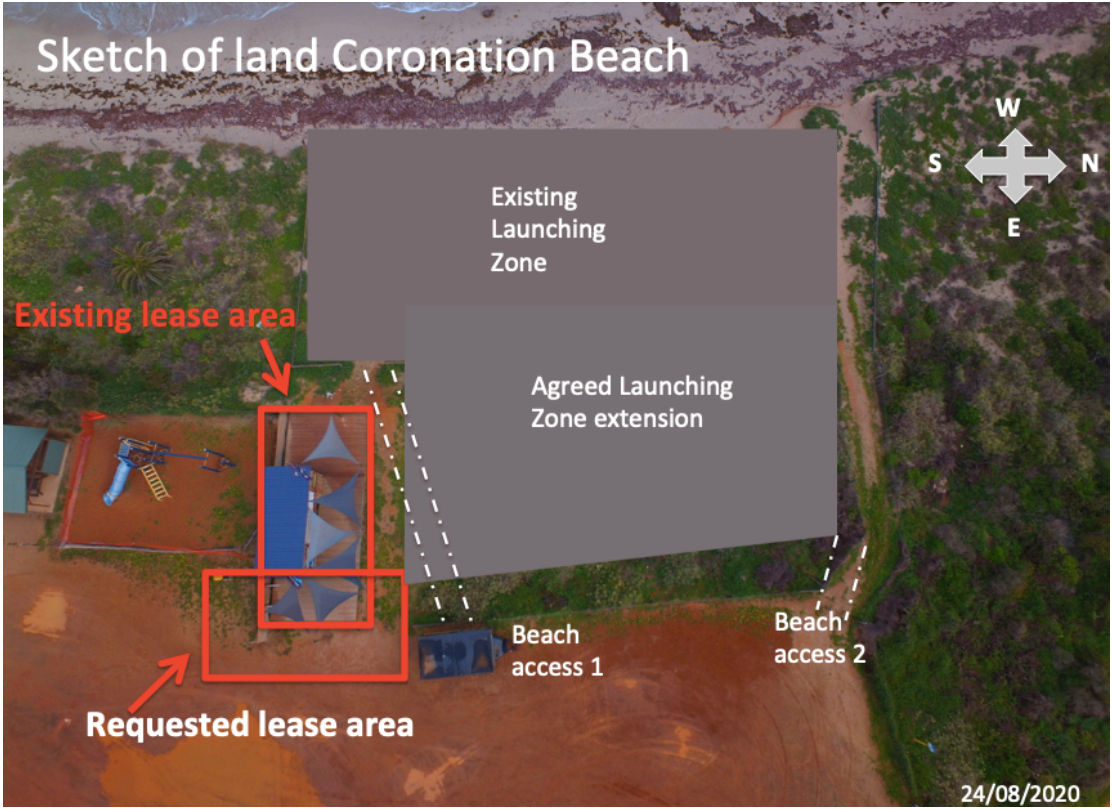 Sketch of land Coronation Beach
W
S
N
E
Existing
Launching
Zone
Existing lease area
Agreed Launching
Zone extension
Beach
access 1
Beach
access 2
Requested lease area
24/08/2020